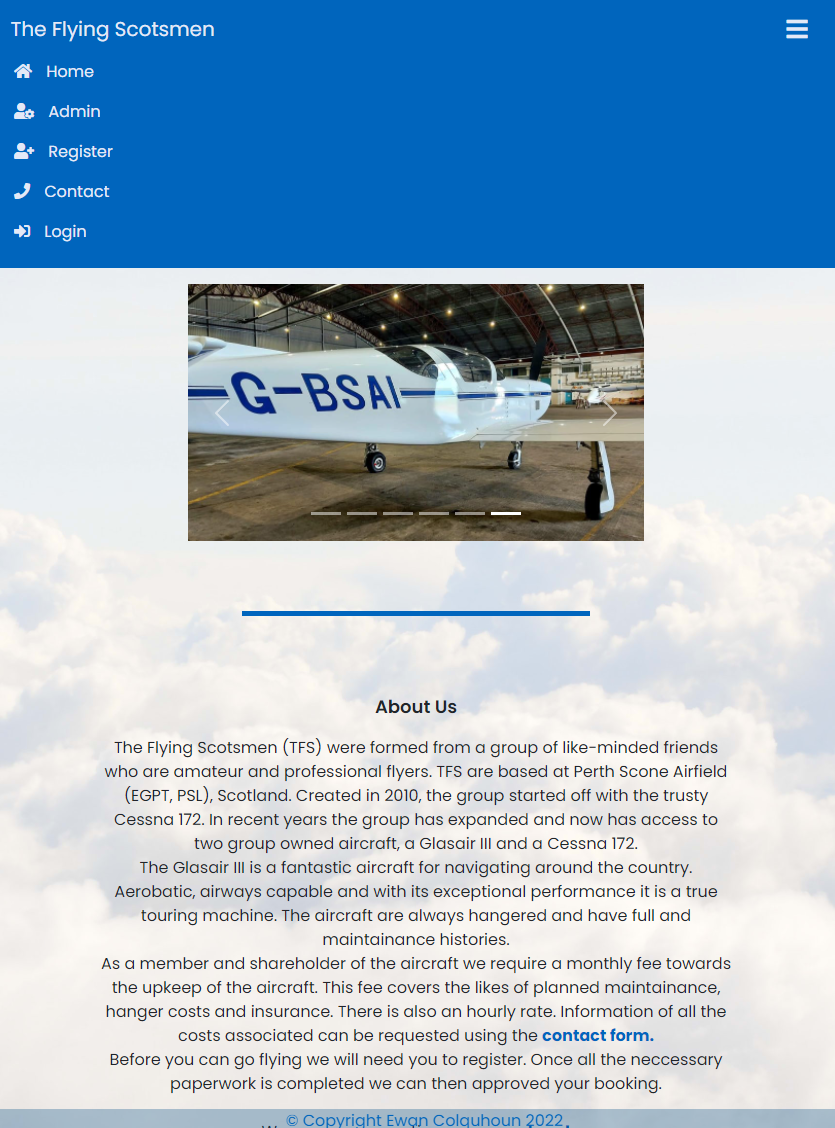 The Flying Scotsmen
Home
Admin
Register
Contact
Login
G-BSAI
About Us
The Flying Scotsmen (TFS) were formed from a group of like-minded friends
who are amateur and professional flyers. TFS are based at Perth Scone Airfield
(EGPT, PSL), Scotland. Created in 2010, the group started off with the trusty
Cessna 172. In recent years the group has expanded and now has access to
two group owned aircraft, a Glasair III and a Cessna 172.
The Glasair III is a fantastic aircraft for navigating around the country.
Aerobatic, airways capable and with its exceptional performance it is a true
touring machine. The aircraft are always hangered and have full and
maintainance histories.
As a member and shareholder of the aircraft we require a monthly fee towards
the upkeep of the aircraft. This fee covers the likes of planned maintainance,
hanger costs and insurance. There is also an hourly rate. Information of all the
costs associated can be requested using the contact form.
Before you can go flying we will need you to register. Once all the neccessary
paperwork is completed we can then approved your booking.
© Copyright Ewan Colquhoun 2022